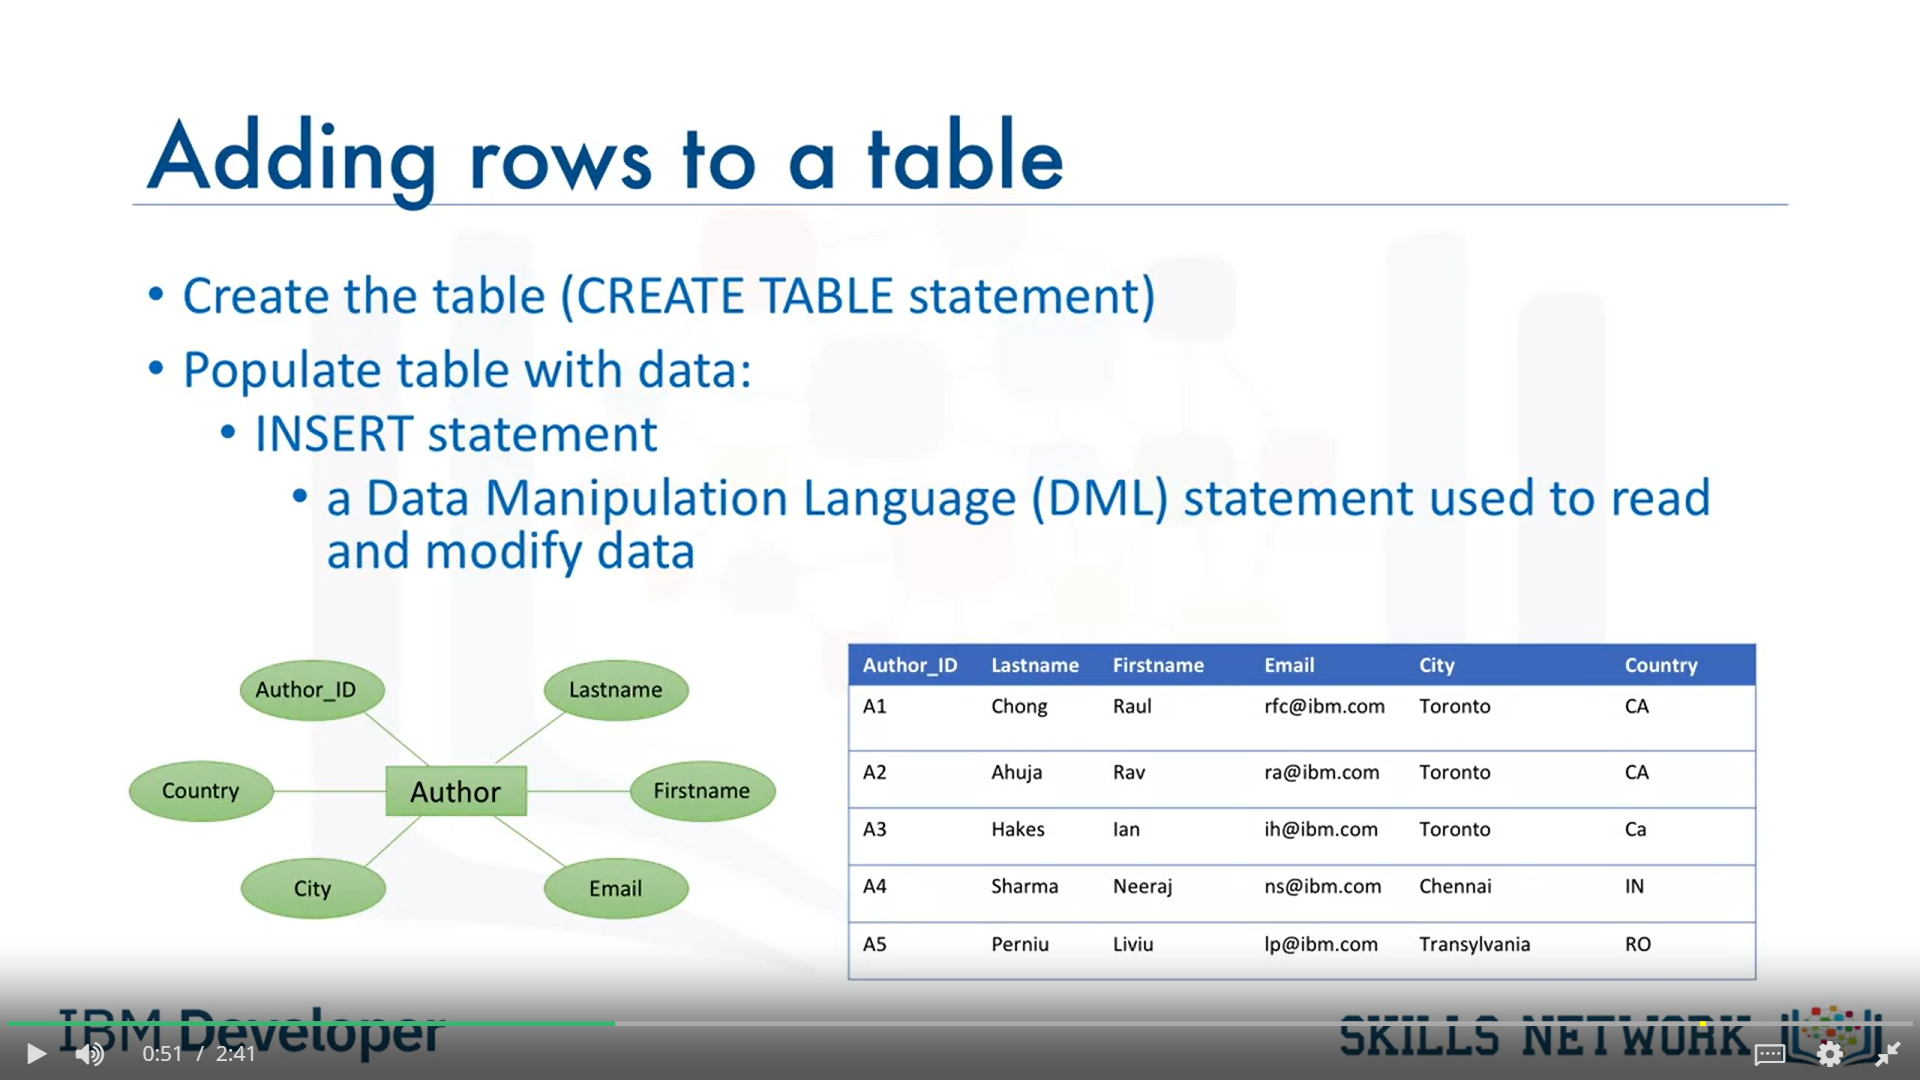 Adding rows to a table
• Create the table (CREATE TABLE statement)
• Populate table with data:
• INSERT statement
• a Data Manipulation Language (DML) statement used to read
and modify data
Author_ID
Lastname
Country
Author
Firstname
City
Email
Author_ID Lastname Firstname Email City Country
A1 Chong Raul rfc@ibm.com Toronto CA
A2 Ahuja Rav ra@ibm.com Toronto CA
A3 Hakes Ian ih@ibm.com Toronto Ca
A4 Sharma Neeraj ns@ibm.com Chennai IN
A5 Perniu Liviu lp@ibm.com Transylvania RO
IBM Developer
SKILLS NETWORK
0:51 / 2:41